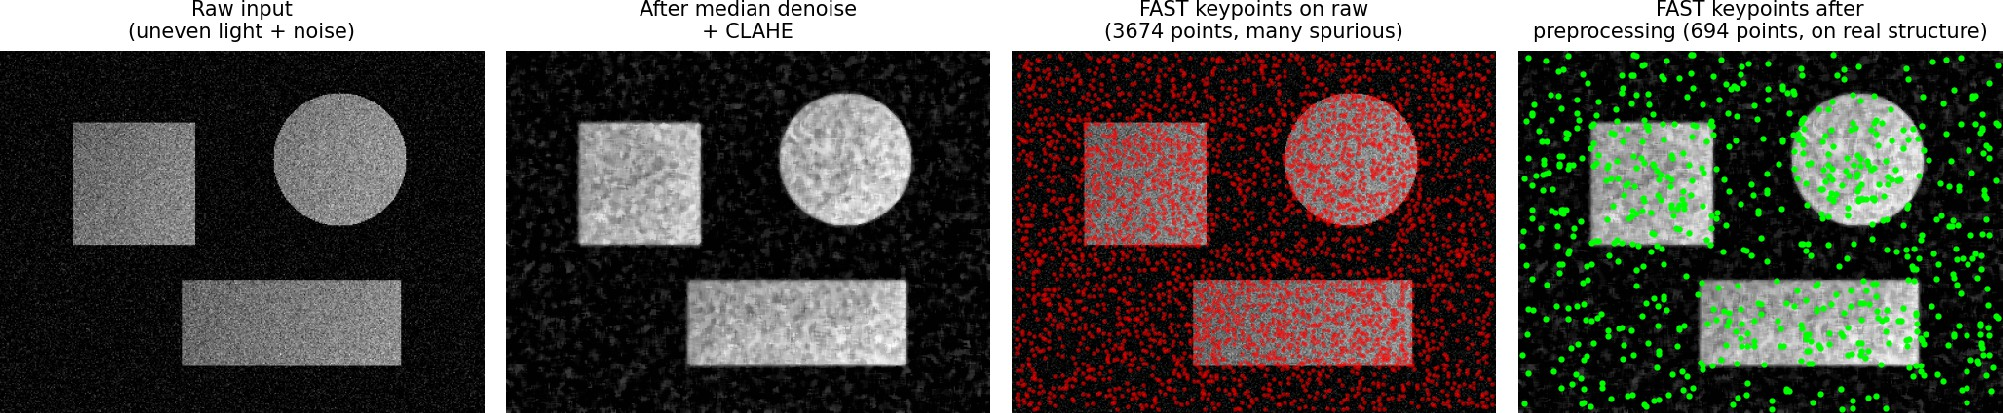 Raw input
(uneven light + noise)
After median denoise
+ CLAHE
FAST keypoints on raw
(3674 points, many spurious)
FAST keypoints after
preprocessing (694 points, on real structure)